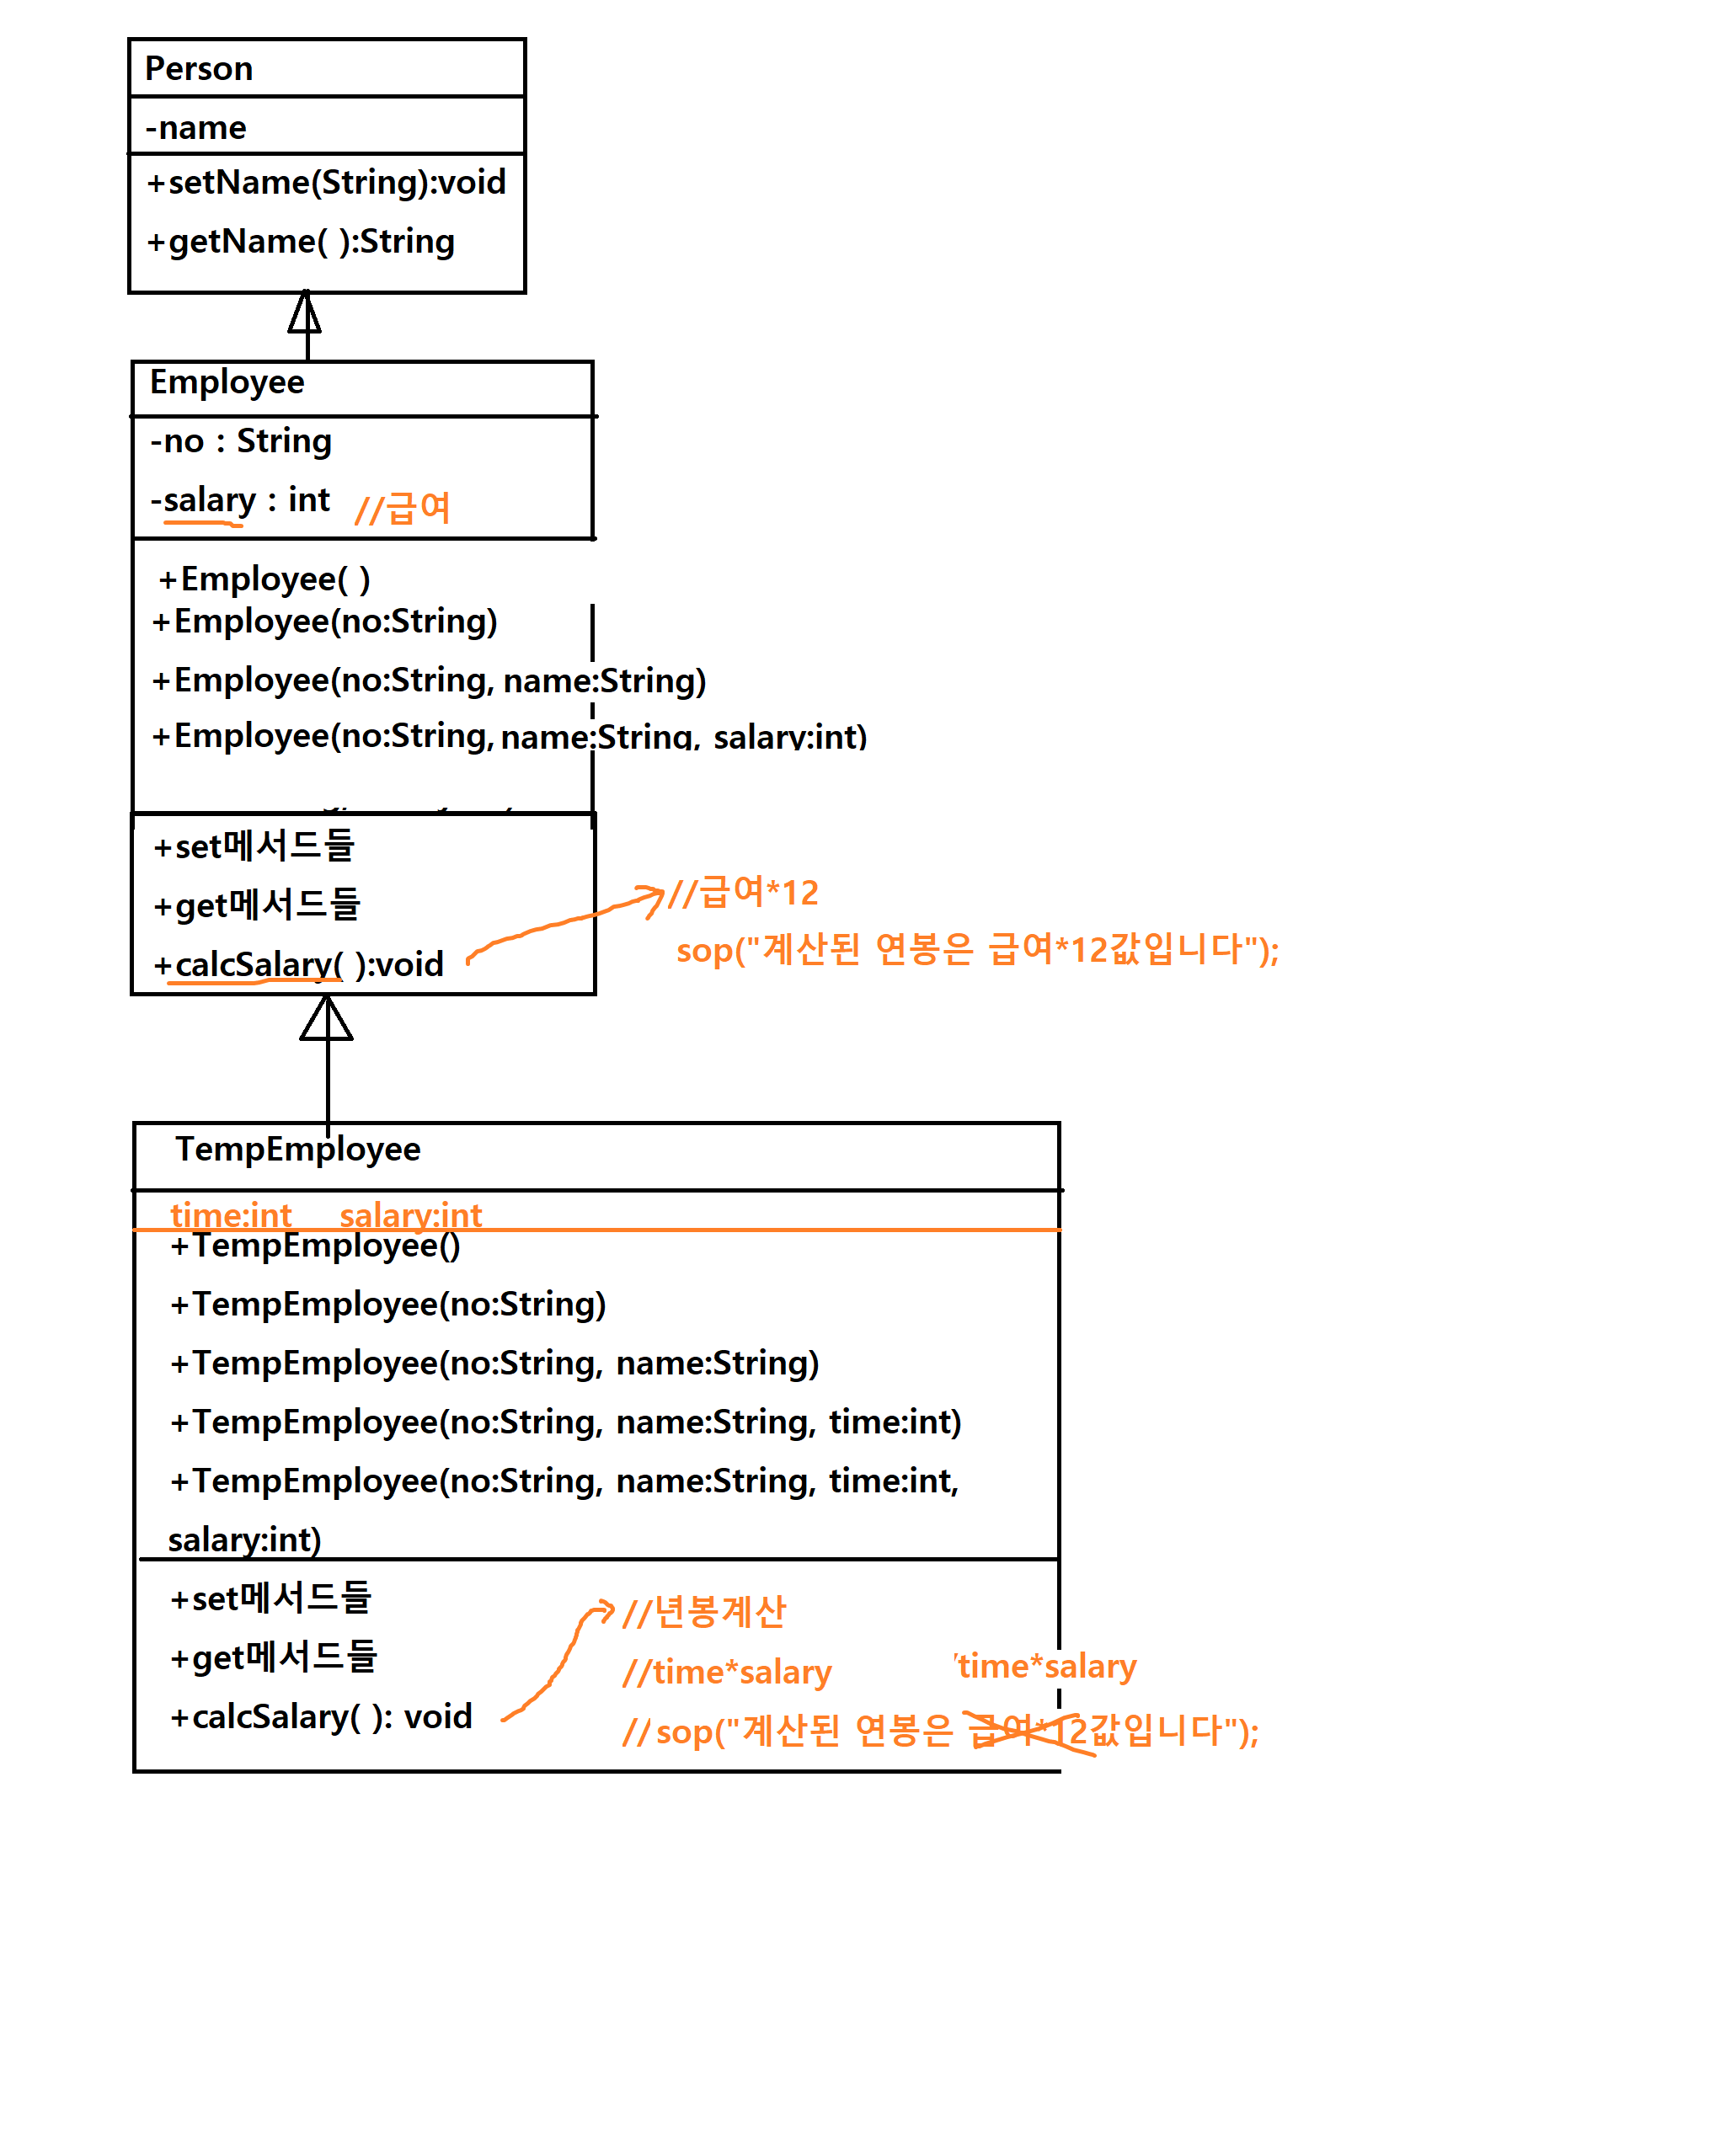 Person
-name
+setName(String):void
+getName( ):String
Employee
-no : String
-salary : int //급여
+Employee( )
+Employee(no:String)
+Employee(no:String, name:String)
+Employee(no:String, name:String, salary:int)
+set메서드들
+get메서드들
+calcSalary( ):void
//급여*12
sop("계산된 연봉은 급여*12값입니다");
TempEmployee
time:int salary:int
+TempEmployee()
+TempEmployee(no:String)
+TempEmployee(no:String, name:String)
+TempEmployee(no:String, name:String, time:int)
+TempEmployee(no:String, name:String, time:int,
salary:int)
+set메서드들
+get메서드들
+calcSalary( ): void
//년봉계산
//time*salary
time*salary
//sop("계산된 연봉은 급여*12값입니다");